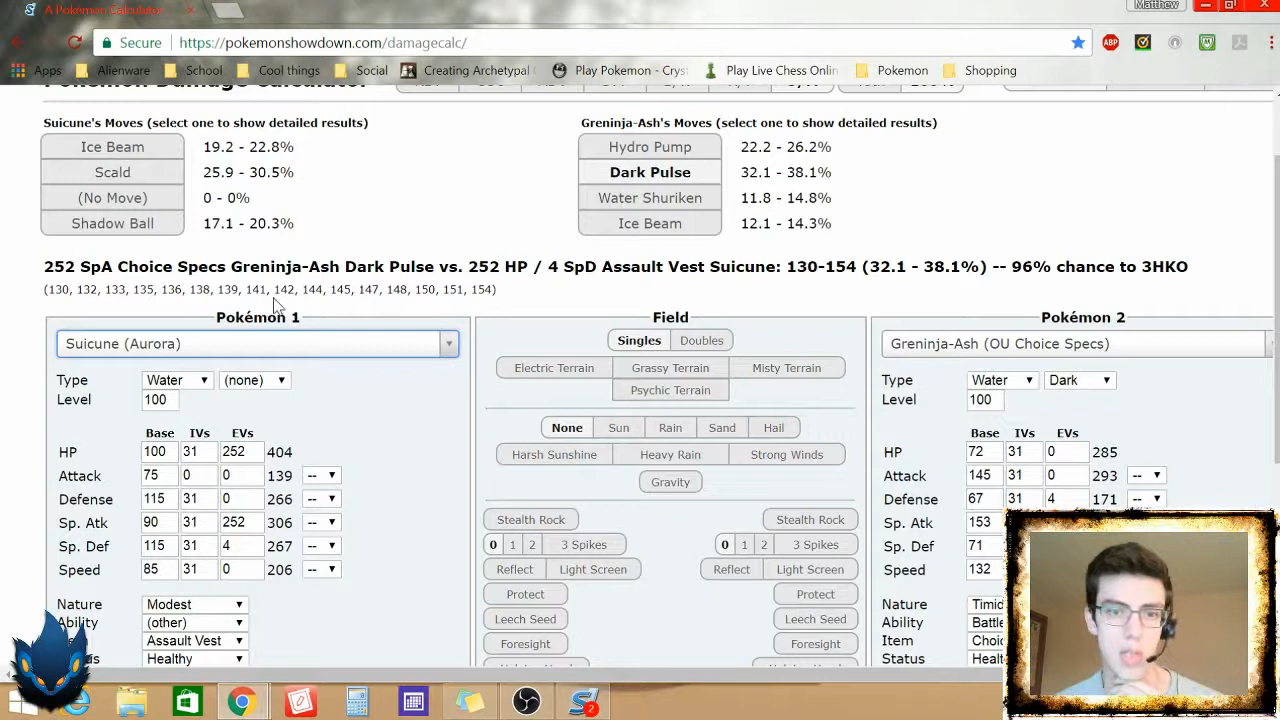 A Pokémon Calculator
Matthew
Secure
https://pokemonshowdown.com/damagecalc/
ABP
Apps
Alienware
School
Cool things
Social
Creating Archetypal
Play Pokemon - Crys
Play Live Chess Onlin
Pokemon
Shopping
Pokémon Damage Calculator
Suicune's Moves (select one to show detailed results)
Ice Beam 19.2 - 22.8%
Scald 25.9 - 30.5%
(No Move) 0 - 0%
Shadow Ball 17.1 - 20.3%
Greninja-Ash's Moves (select one to show detailed results)
Hydro Pump 22.2 - 26.2%
Dark Pulse 32.1 - 38.1%
Water Shuriken 11.8 - 14.8%
Ice Beam 12.1 - 14.3%
252 SpA Choice Specs Greninja-Ash Dark Pulse vs. 252 HP / 4 SpD Assault Vest Suicune: 130-154 (32.1 - 38.1%) -- 96% chance to 3HKO
(130, 132, 133, 135, 136, 138, 139, 141, 142, 144, 145, 147, 148, 150, 151, 154)
Pokémon 1
Suicune (Aurora)
Type Water (none)
Level 100
Base IVs EVs
HP 100 31 252 404
Attack 75 0 0 139 --
Defense 115 31 0 266 --
Sp. Atk 90 31 252 306 --
Sp. Def 115 31 4 267 --
Speed 85 31 0 206 --
Nature Modest
Ability (other)
Assault Vest
Healthy
Field
Singles Doubles
Electric Terrain Grassy Terrain Misty Terrain
Psychic Terrain
None Sun Rain Sand Hail
Harsh Sunshine Heavy Rain Strong Winds
Gravity
Stealth Rock Stealth Rock
0 1 2 3 Spikes 0 1 2 3 Spikes
Reflect Light Screen Reflect Light Screen
Protect Protect
Leech Seed Leech Seed
Foresight Foresight
Pokémon 2
Greninja-Ash (OU Choice Specs)
Type Water Dark
Level 100
Base IVs EVs
HP 72 31 0 285
Attack 145 31 0 293 --
Defense 67 31 4 171 --
Sp. Atk 153
Sp. Def 71
Speed 132
Nature Timid
Ability Battle
Item Choic
Status Healt
2